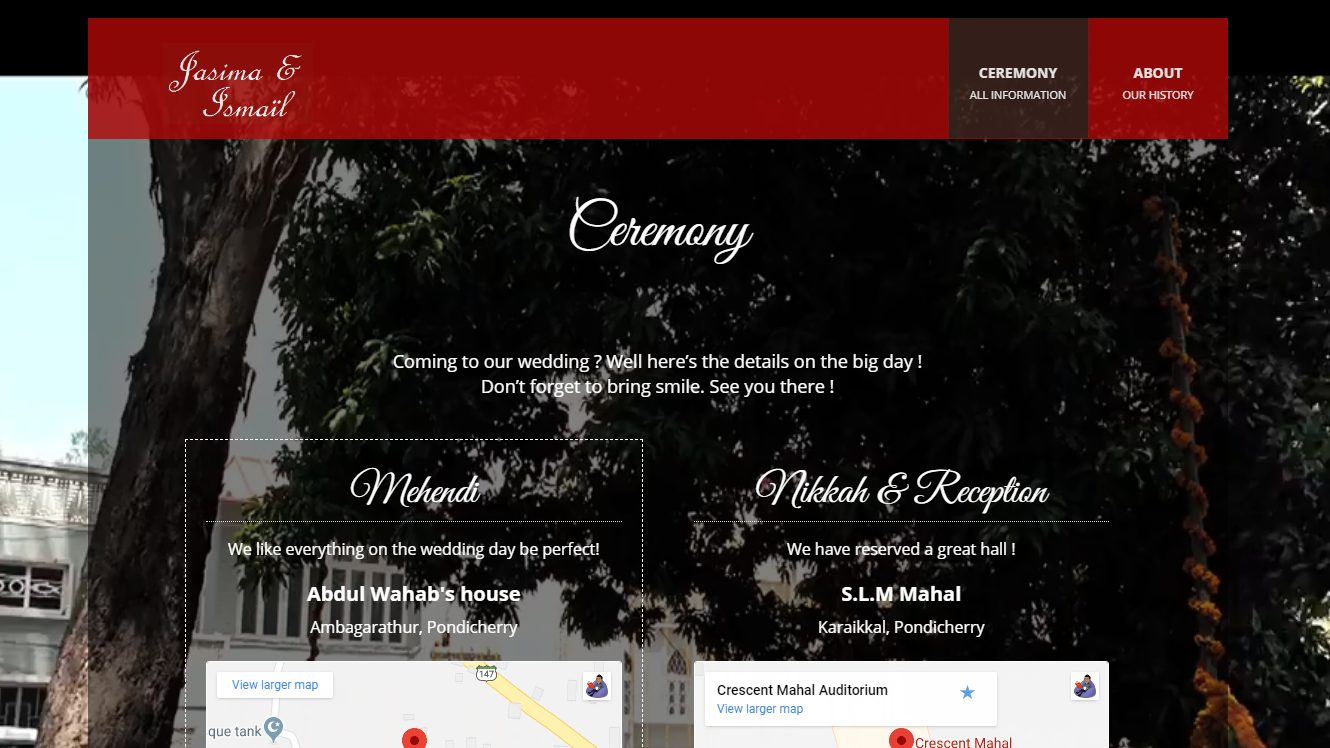 Jasima &
Ismaïl
CEREMONY
ALL INFORMATION
ABOUT
OUR HISTORY
Ceremony
Coming to our wedding ? Well here’s the details on the big day !
Don’t forget to bring smile. See you there !
Mehendi
We like everything on the wedding day be perfect!
Abdul Wahab's house
Ambagarathur, Pondicherry
View larger map
147
que tank
Nikkah & Reception
We have reserved a great hall !
S.L.M Mahal
Karaikkal, Pondicherry
Crescent Mahal Auditorium
View larger map
Crescent Mahal